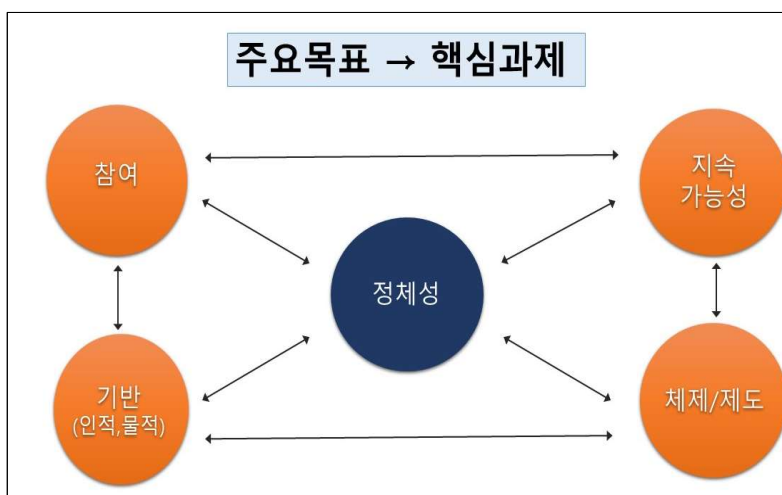 주요목표 → 핵심과제
참여
지속
가능성
정체성
기반
(인적,물적)
체제/제도